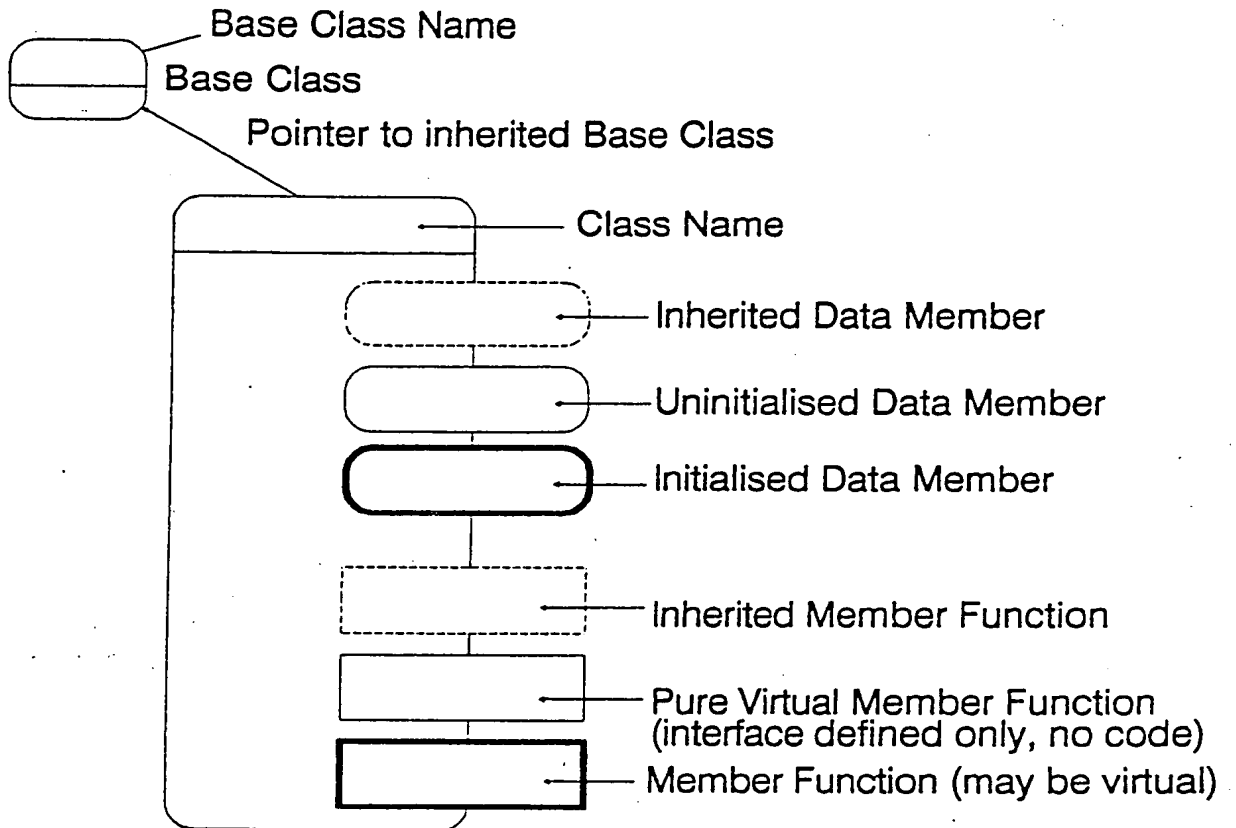 Base Class Name
Base Class
Pointer to inherited Base Class
Class Name
Inherited Data Member
Uninitialised Data Member
Initialised Data Member
Inherited Member Function
Pure Virtual Member Function
(interface defined only, no code)
Member Function (may be virtual)